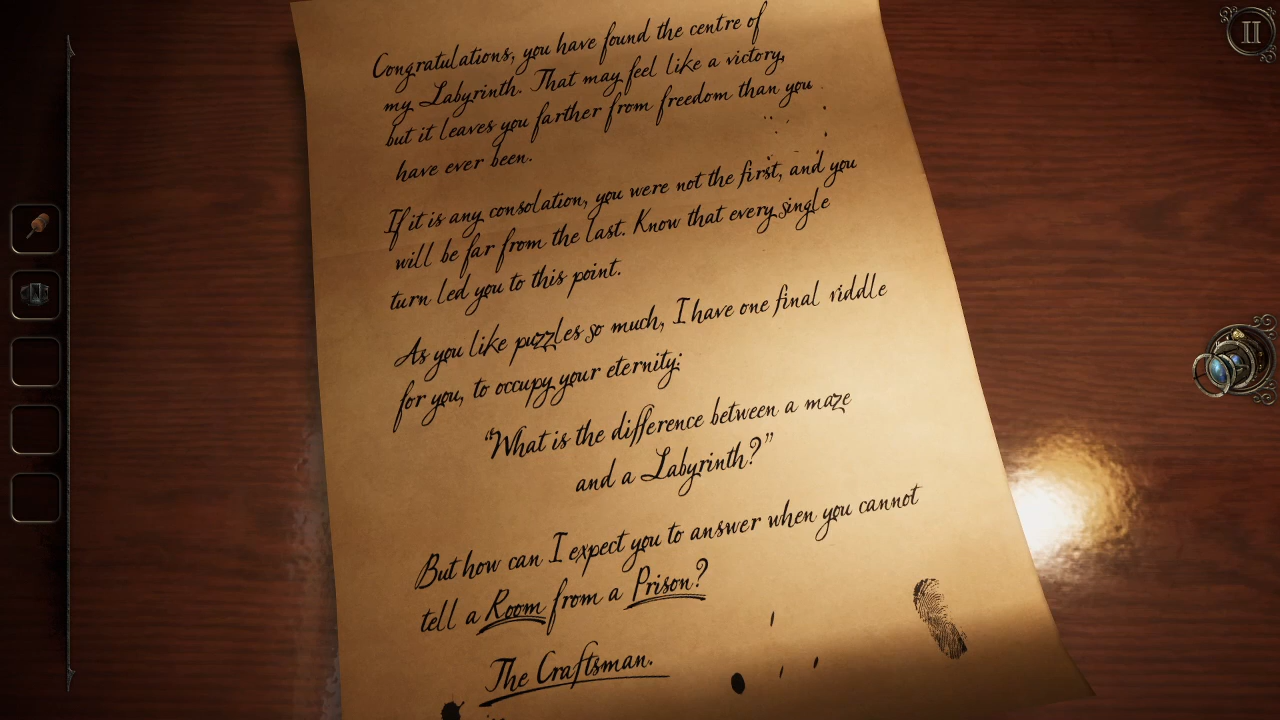 Congratulations, you have found the centre of
my Labyrinth. That may feel like a victory,
but it leaves you farther from freedom than you
have ever been.
If it is any consolation, you were not the first, and you
will be far from the last. Know that every single
turn led you to this point.
As you like puzzles so much, I have one final riddle
for you, to occupy your eternity:
“What is the difference between a maze
and a Labyrinth?”
But how can I expect you to answer when you cannot
tell a Room from a Prison?
The Craftsman.